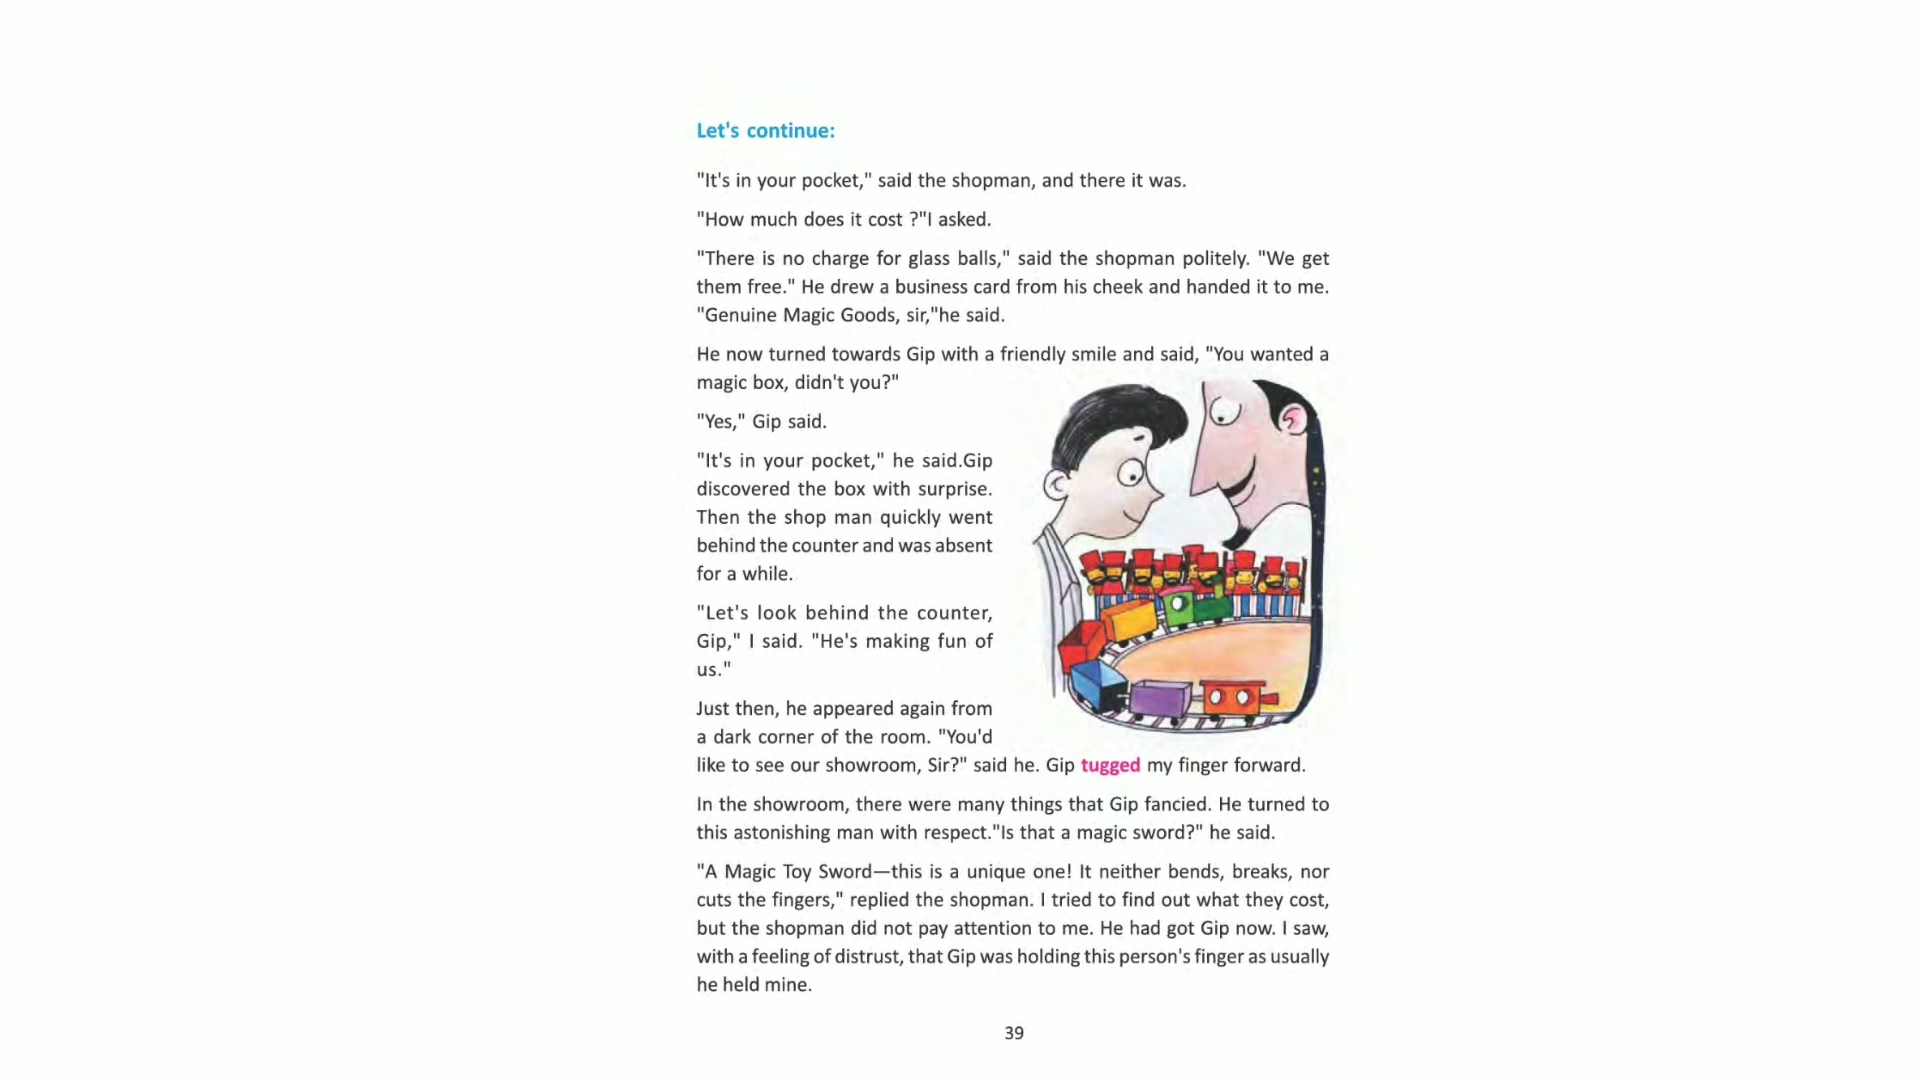 Let's continue:
"It's in your pocket," said the shopman, and there it was.
"How much does it cost ?"I asked.
"There is no charge for glass balls," said the shopman politely. "We get
them free." He drew a business card from his cheek and handed it to me.
"Genuine Magic Goods, sir,"he said.
He now turned towards Gip with a friendly smile and said, "You wanted a
magic box, didn't you?"
"Yes," Gip said.
"It's in your pocket," he said.Gip
discovered the box with surprise.
Then the shop man quickly went
behind the counter and was absent
for a while.
"Let's look behind the counter,
Gip," I said. "He's making fun of
us."
Just then, he appeared again from
a dark corner of the room. "You'd
like to see our showroom, Sir?" said he. Gip tugged my finger forward.
In the showroom, there were many things that Gip fancied. He turned to
this astonishing man with respect."Is that a magic sword?" he said.
"A Magic Toy Sword—this is a unique one! It neither bends, breaks, nor
cuts the fingers," replied the shopman. I tried to find out what they cost,
but the shopman did not pay attention to me. He had got Gip now. I saw,
with a feeling of distrust, that Gip was holding this person's finger as usually
he held mine.
39